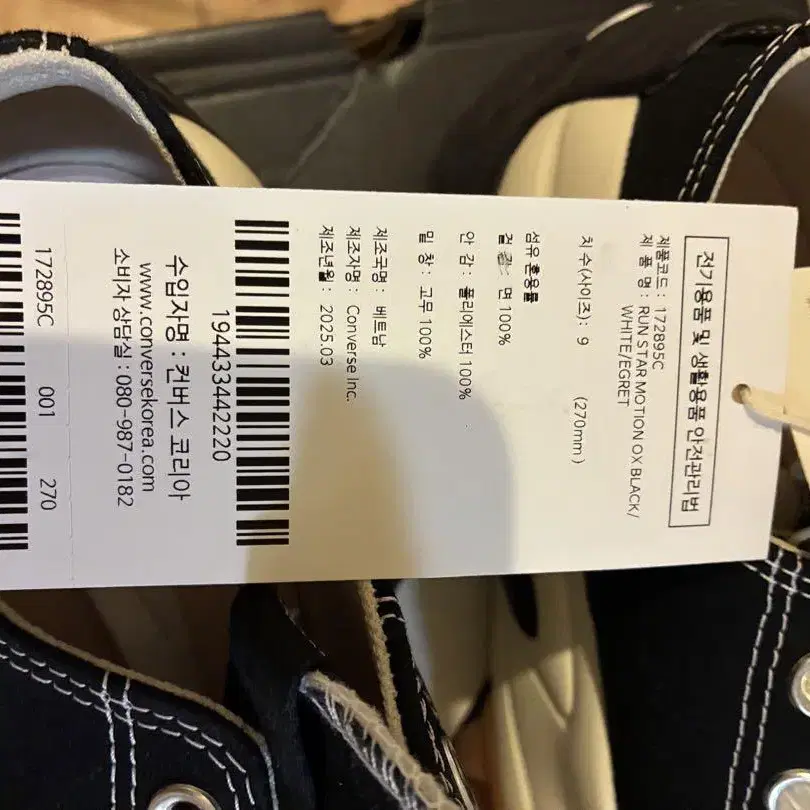 전기용품 및 생활용품 안전관리법
제품코드 : 172895C
제 품 명 : RUN STAR MOTION OX BLACK/
WHITE/EGRET
치 수(사이즈) : 9 (270mm)
섬유 혼용률
겉 감: 면 100%
안 감 : 폴리에스터 100%
밑 창 : 고무 100%
제조국명 : 베트남
제조자명 : Converse Inc.
제조년월 : 2025.03
194433442220
수입자명 : 컨버스 코리아
www.conversekorea.com
소비자 상담실 : 080-987-0182
172895C 001 270